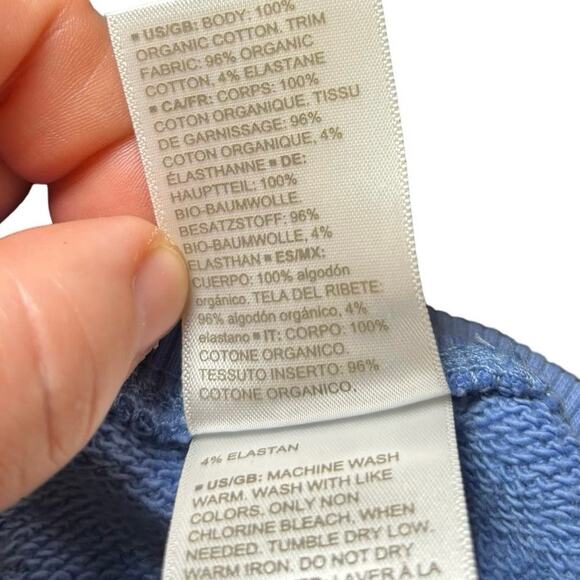 ▪ US/GB: BODY: 100%
ORGANIC COTTON. TRIM
FABRIC: 96% ORGANIC
COTTON, 4% ELASTANE
▪ CA/FR: CORPS: 100%
COTON ORGANIQUE. TISSU
DE GARNISSAGE: 96%
COTON ORGANIQUE, 4%
ÉLASTHANNE ▪ DE:
HAUPTTEIL: 100%
BIO-BAUMWOLLE.
BESATZSTOFF: 96%
BIO-BAUMWOLLE, 4%
ELASTHAN ▪ ES/MX:
CUERPO: 100% algodón
orgánico. TELA DEL RIBETE:
96% algodón orgánico, 4%
elastano ▪ IT: CORPO: 100%
COTONE ORGANICO.
TESSUTO INSERTO: 96%
COTONE ORGANICO,
4% ELASTAN
▪ US/GB: MACHINE WASH
WARM. WASH WITH LIKE
COLORS. ONLY NON
CHLORINE BLEACH, WHEN
NEEDED. TUMBLE DRY LOW.
WARM IRON. DO NOT DRY
LAVER À LA